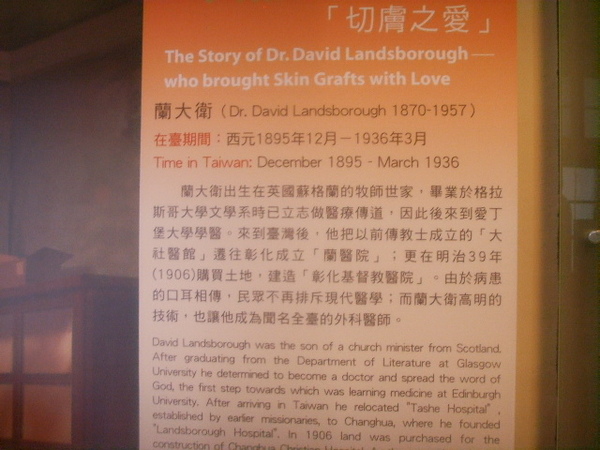 「切膚之愛」
The Story of Dr. David Landsborough—
who brought Skin Grafts with Love
蘭大衛（Dr. David Landsborough 1870-1957）
在臺期間：西元1895年12月－1936年3月
Time in Taiwan: December 1895 - March 1936
蘭大衛出生在英國蘇格蘭的牧師世家，畢業於格拉
斯哥大學文學系時已立志做醫療傳道，因此後來到愛丁
堡大學學醫。來到臺灣後，他把以前傳教士成立的「大
社醫館」遷往彰化成立「蘭醫院」；更在明治39年
(1906)購買土地，建造「彰化基督教醫院」。由於病患
的口耳相傳，民眾不再排斥現代醫學；而蘭大衛高明的
技術，也讓他成為聞名全臺的外科醫師。
David Landsborough was the son of a church minister from Scotland.
After graduating from the Department of Literature at Glasgow
University he determined to become a doctor and spread the word of
God, the first step towards which was learning medicine at Edinburgh
University. After arriving in Taiwan he relocated "Tashe Hospital" ,
established by earlier missionaries, to Changhua, where he founded
"Landsborough Hospital". In 1906 land was purchased for the
construction of Changhua Christian Hospital